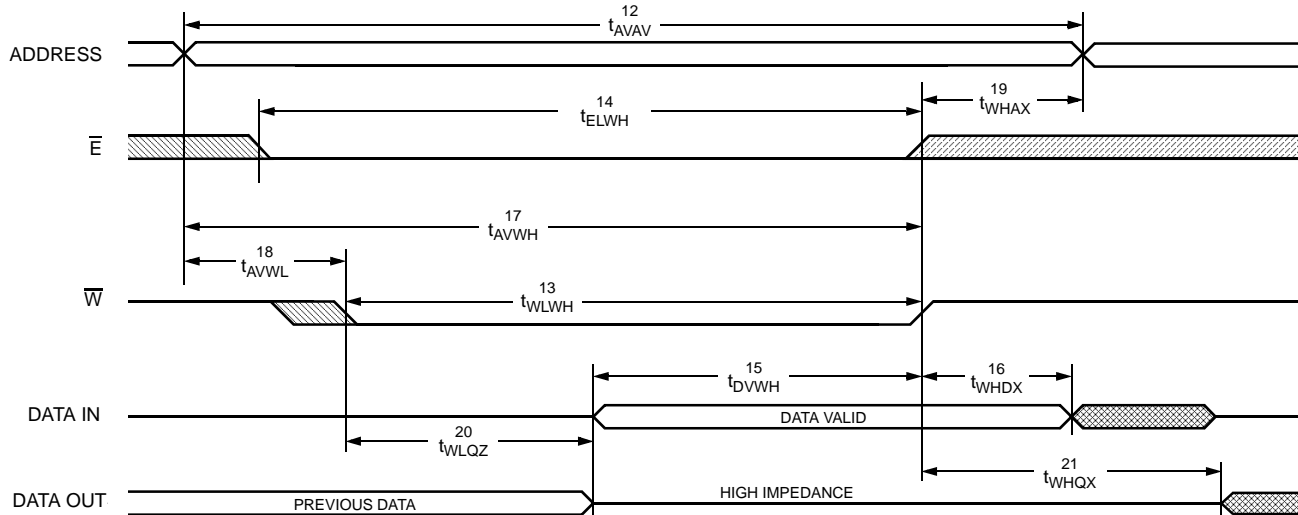 12
tAVAV
ADDRESS
14
tELWH
19
tWHAX
E
17
tAVWH
18
tAVWL
W
13
tWLWH
15
tDVWH
16
tWHDX
DATA IN
DATA VALID
20
tWLQZ
21
tWHQX
DATA OUT
PREVIOUS DATA
HIGH IMPEDANCE